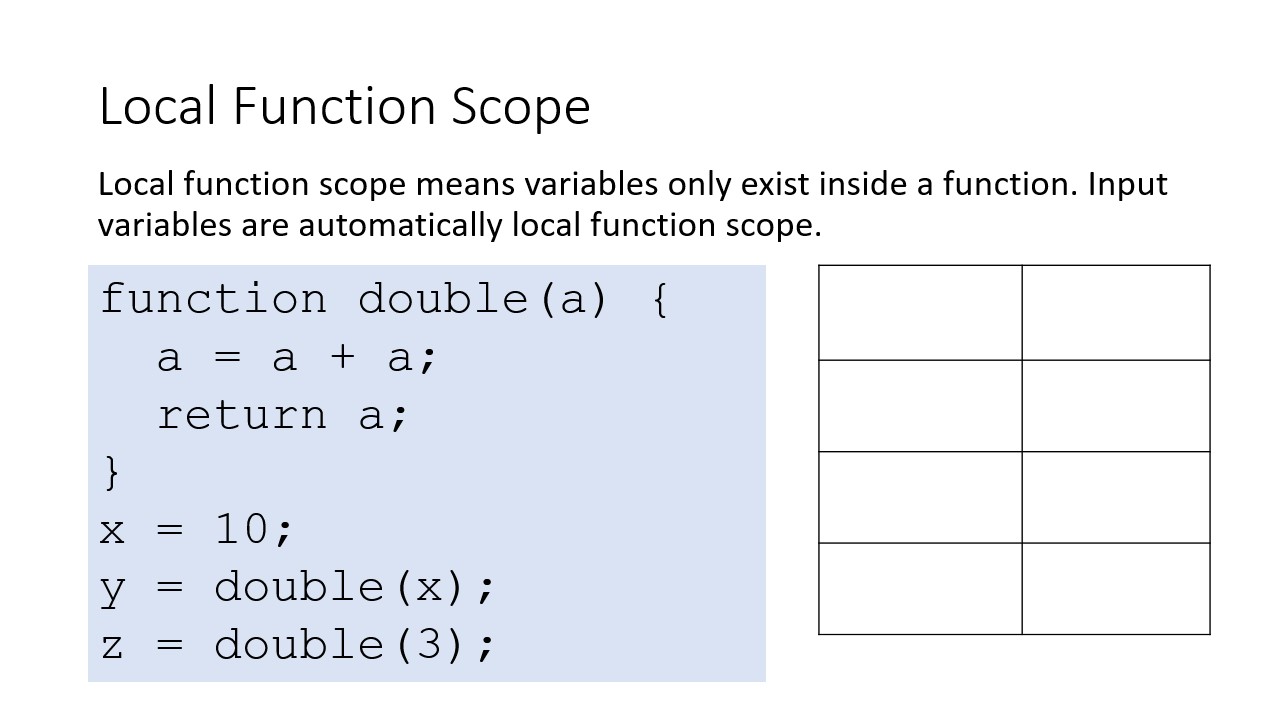 Local Function Scope
Local function scope means variables only exist inside a function. Input
variables are automatically local function scope.
function double(a) {
  a = a + a;
  return a;
}
x = 10;
y = double(x);
z = double(3);